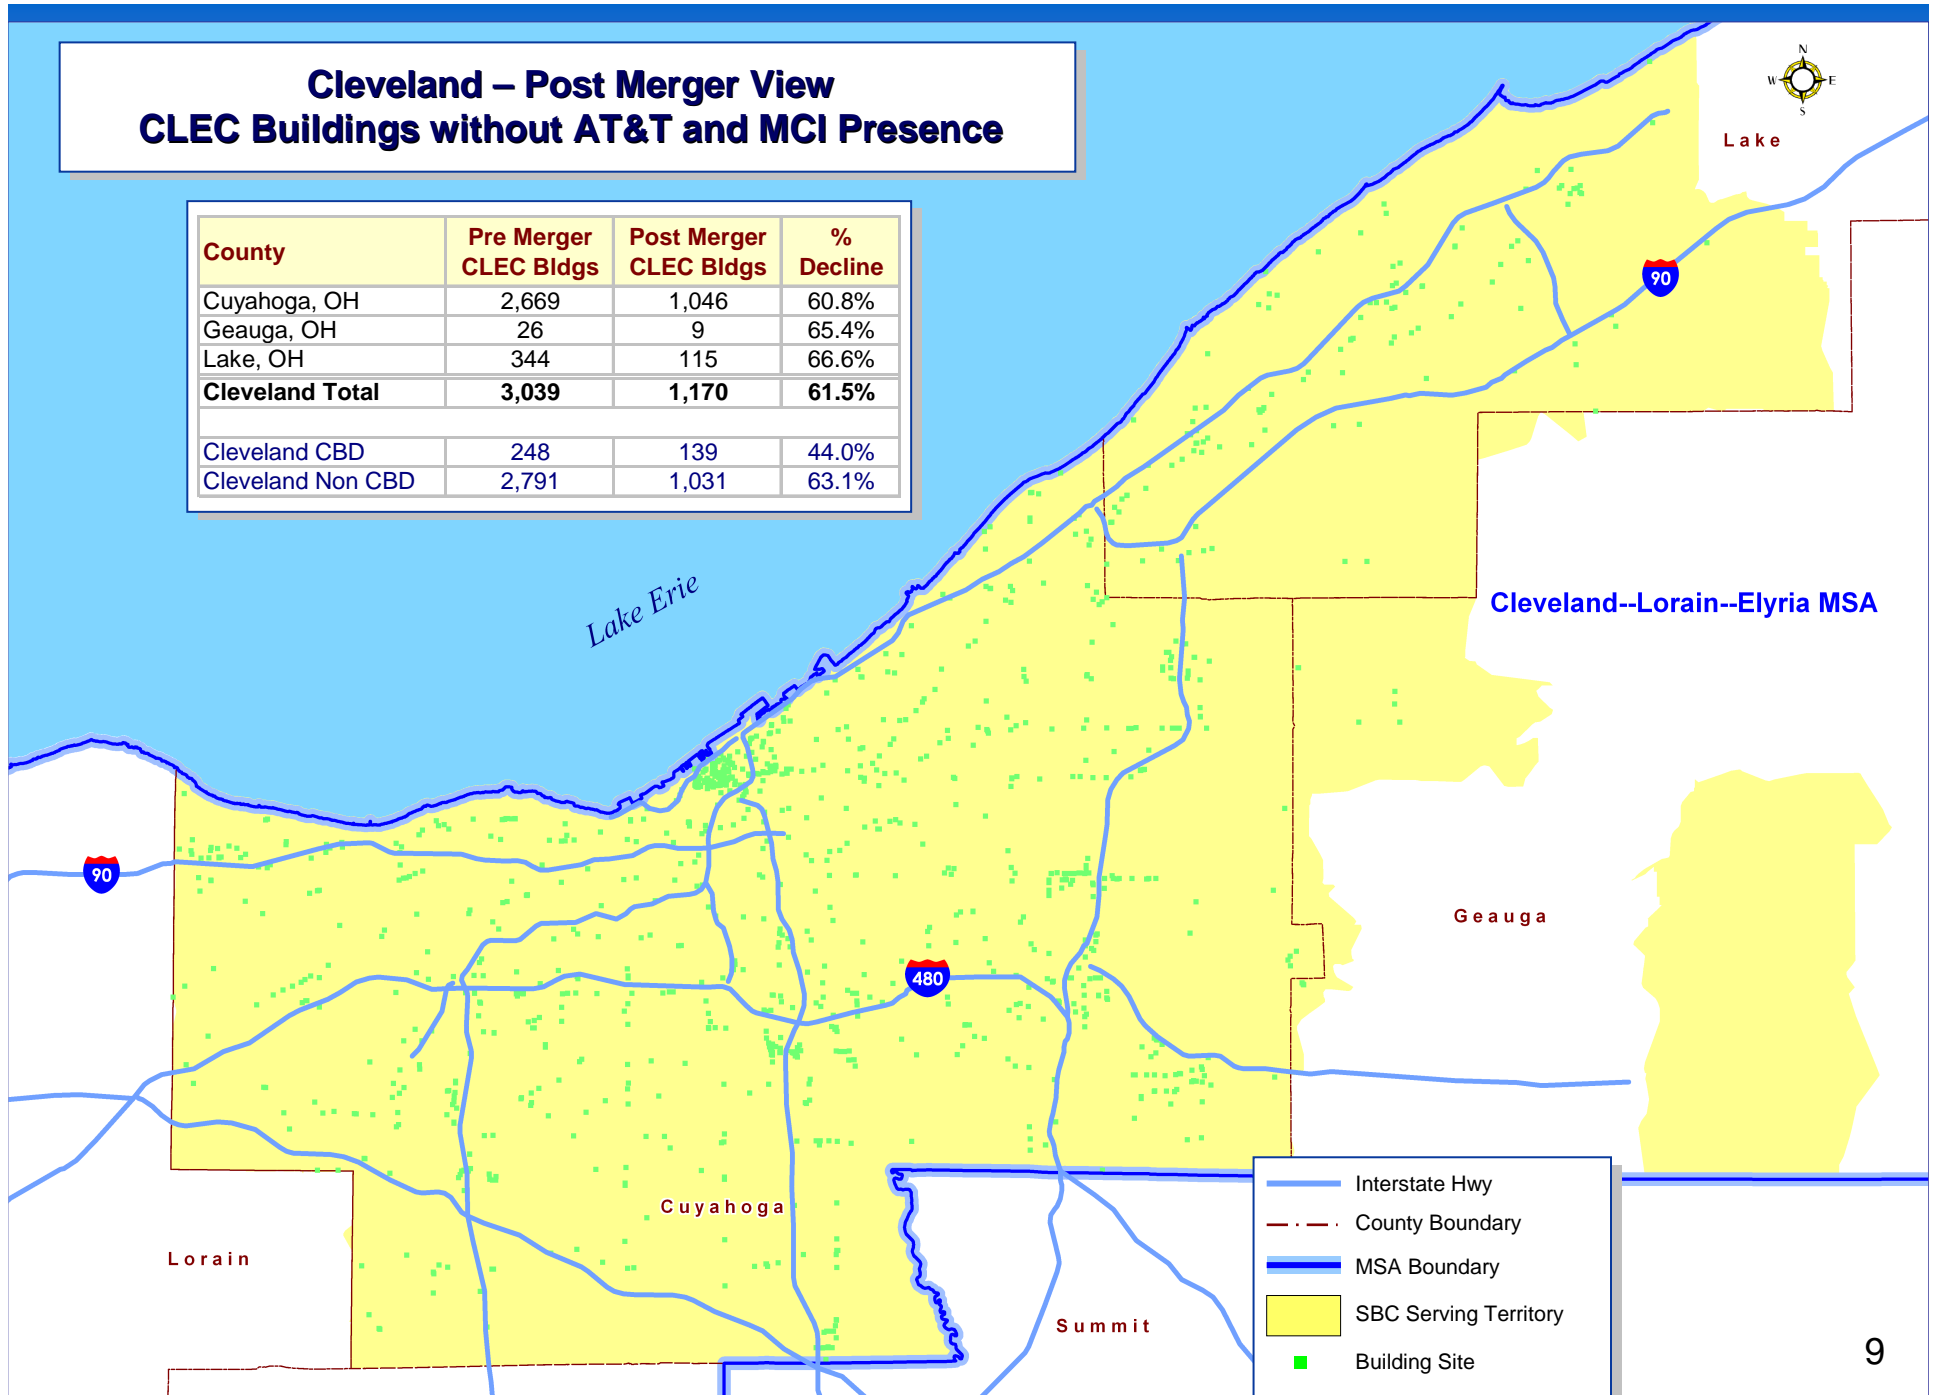 Cleveland – Post Merger View
CLEC Buildings without AT&T and MCI Presence
County Pre Merger CLEC Bldgs Post Merger CLEC Bldgs % Decline
Cuyahoga, OH 2,669 1,046 60.8%
Geauga, OH 26 9 65.4%
Lake, OH 344 115 66.6%
Cleveland Total 3,039 1,170 61.5%
Cleveland CBD 248 139 44.0%
Cleveland Non CBD 2,791 1,031 63.1%
N
W E
S
Lake
90
Lake Erie
Cleveland--Lorain--Elyria MSA
90
Geauga
480
Cuyahoga
Lorain
Summit
Interstate Hwy
County Boundary
MSA Boundary
SBC Serving Territory
Building Site
9